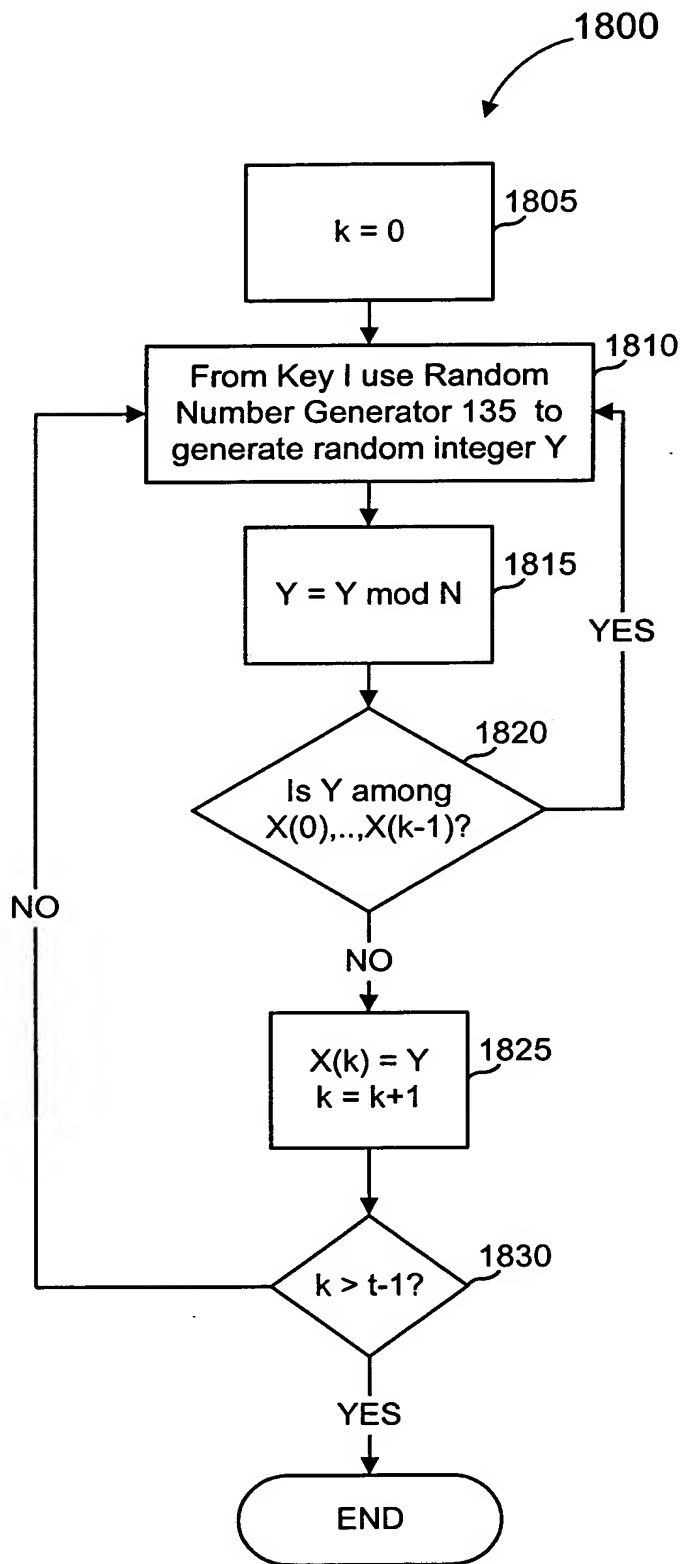 1800
k = 0
1805
From Key I use Random
Number Generator 135 to
generate random integer Y
1810
Y = Y mod N
1815
YES
Is Y among
X(0),..,X(k-1)?
1820
NO
NO
X(k) = Y
k = k+1
1825
k > t-1?
1830
YES
END